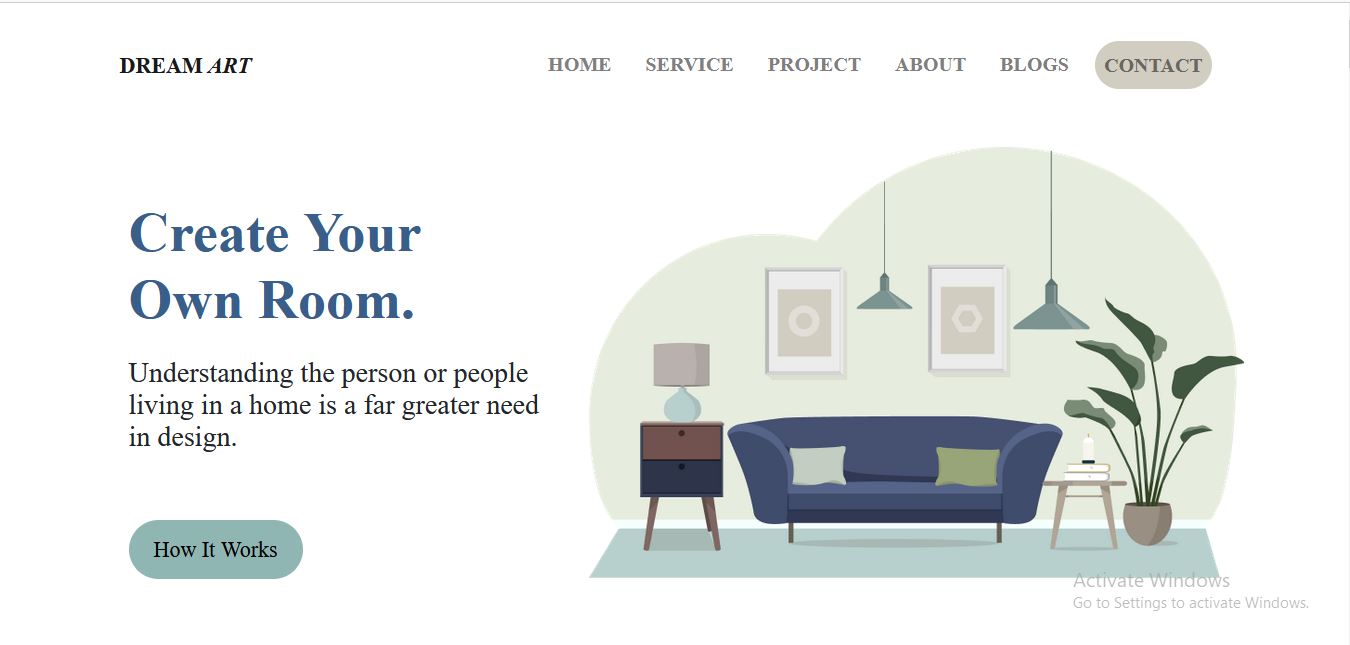 DREAM ART
HOME SERVICE PROJECT ABOUT BLOGS CONTACT
Create Your
Own Room.
Understanding the person or people
living in a home is a far greater need
in design.
How It Works
Activate Windows
Go to Settings to activate Windows.